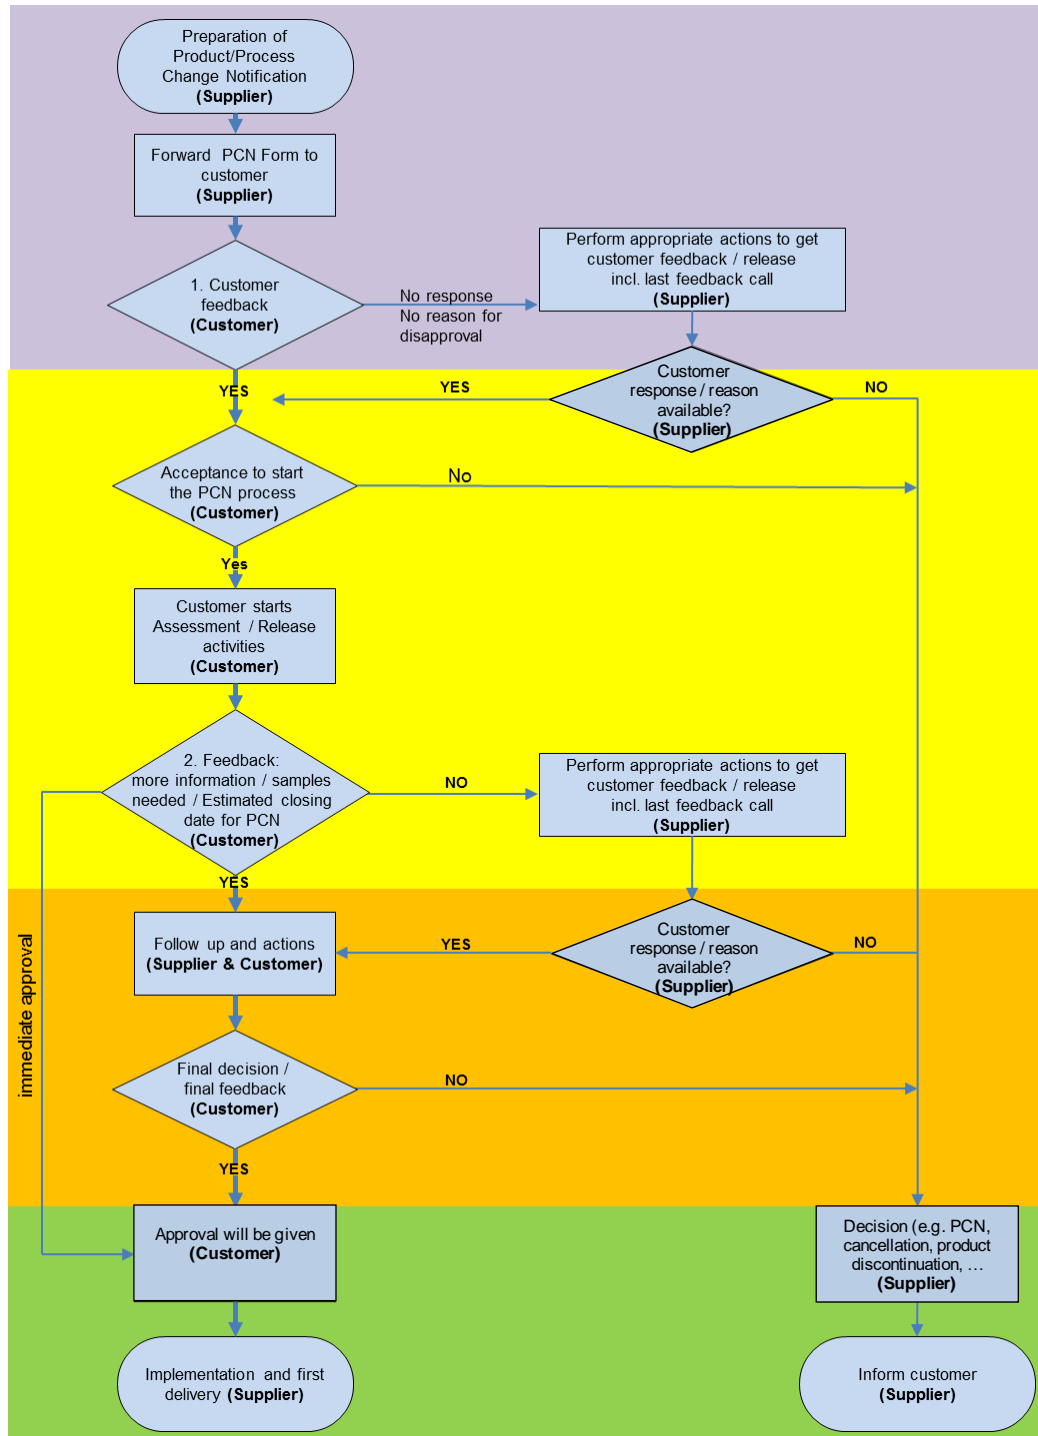 Preparation of
Product/Process
Change Notification
(Supplier)
Forward PCN Form to
customer
(Supplier)
1. Customer
feedback
(Customer)
No response
No reason for
disapproval
Perform appropriate actions to get
customer feedback / release
incl. last feedback call
(Supplier)
YES
YES
Customer
response / reason
available?
(Supplier)
NO
Acceptance to start
the PCN process
(Customer)
No
Yes
Customer starts
Assessment / Release
activities
(Customer)
2. Feedback:
more information / samples
needed / Estimated closing
date for PCN
(Customer)
NO
Perform appropriate actions to get
customer feedback / release
incl. last feedback call
(Supplier)
YES
immediate approval
Follow up and actions
(Supplier & Customer)
YES
Customer
response / reason
available?
(Supplier)
NO
Final decision /
final feedback
(Customer)
NO
YES
Approval will be given
(Customer)
Decision (e.g. PCN,
cancellation, product
discontinuation, …
(Supplier)
Implementation and first
delivery (Supplier)
Inform customer
(Supplier)